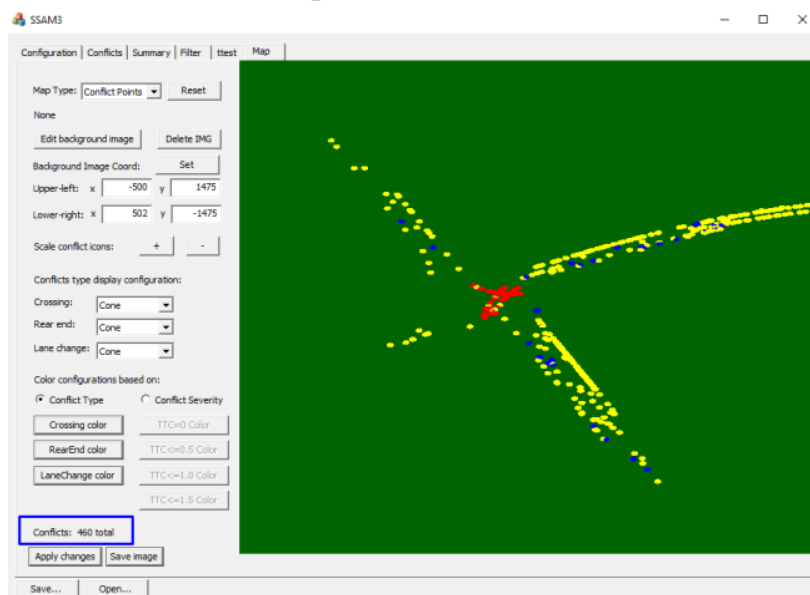 SSAM3
Configuration Conflicts Summary Filter ttest Map
Map Type: Conflict Points Reset
None
Edit background image Delete IMG
Background Image Coord: Set
Upper-left: x -500 y 1475
Lower-right: x 502 y -1475
Scale conflict icons: + -
Conflicts type display configuration:
Crossing: Cone
Rear end: Cone
Lane change: Cone
Color configurations based on:
Conflict Type Conflict Severity
Crossing color TTC=0 Color
RearEnd color TTC<=0.5 Color
LaneChange color TTC<=1.0 Color
TTC<=1.5 Color
Conflicts: 460 total
Apply changes Save image
Save... Open...